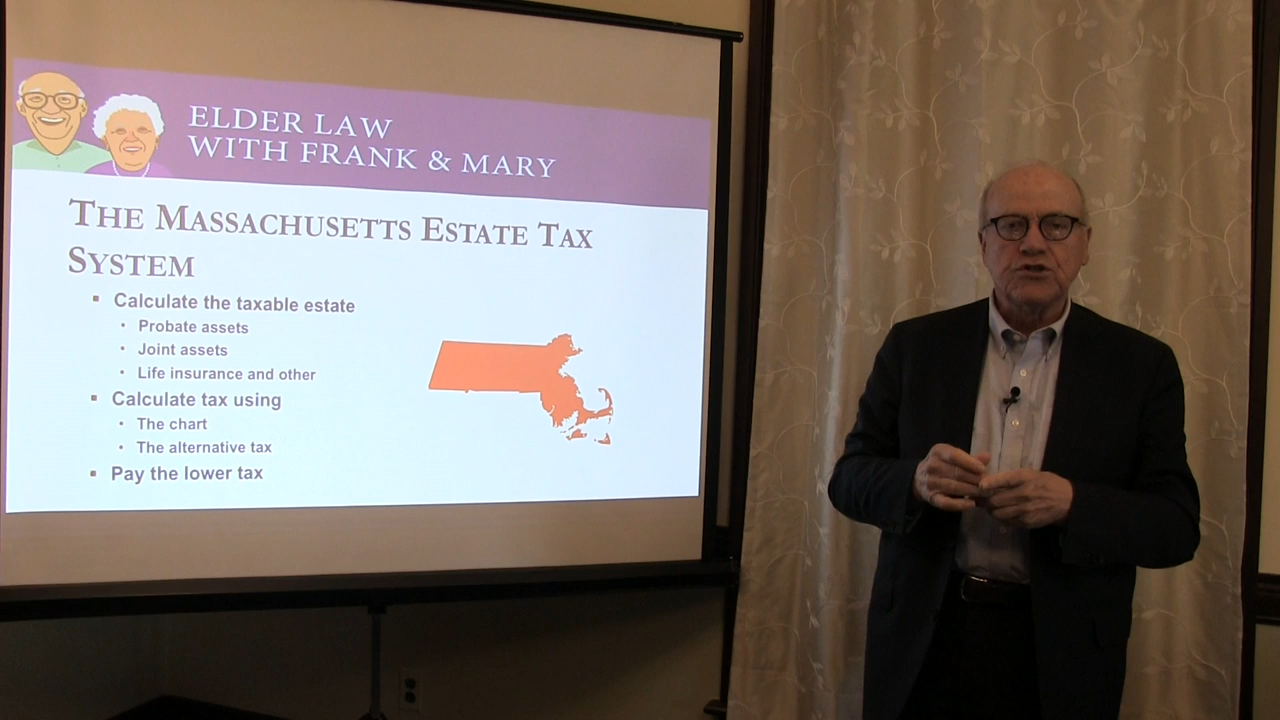 ELDER LAW
WITH FRANK & MARY
THE MASSACHUSETTS ESTATE TAX
SYSTEM
▪ Calculate the taxable estate
• Probate assets
• Joint assets
• Life insurance and other
▪ Calculate tax using
• The chart
• The alternative tax
▪ Pay the lower tax